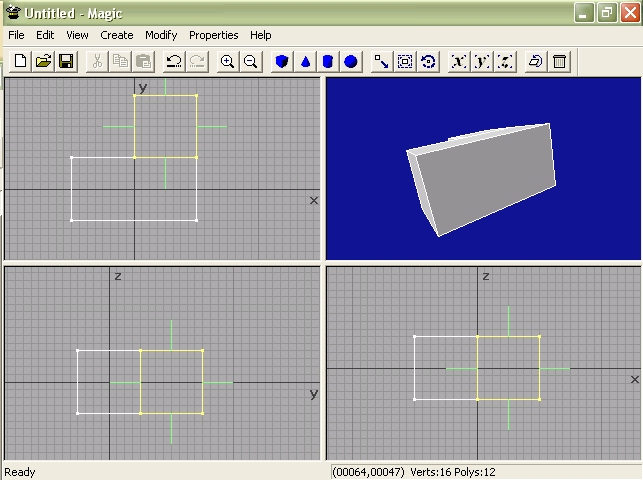 Untitled - Magic
File Edit View Create Modify Properties Help
x y z
y
x
z
y
z
x
Ready (00064,00047) Verts:16 Polys:12